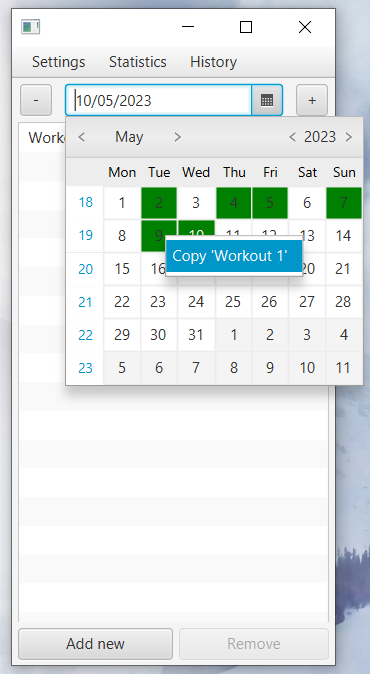 Settings Statistics History
- 10/05/2023 +
May 2023
Mon Tue Wed Thu Fri Sat Sun
18 1 2 3 4 5 6 7
19 8 9 10 11 12 13 14
Copy 'Workout 1'
20 15 20 21
21 22 23 24 25 26 27 28
22 29 30 31 1 2 3 4
23 5 6 7 8 9 10 11
Add new Remove